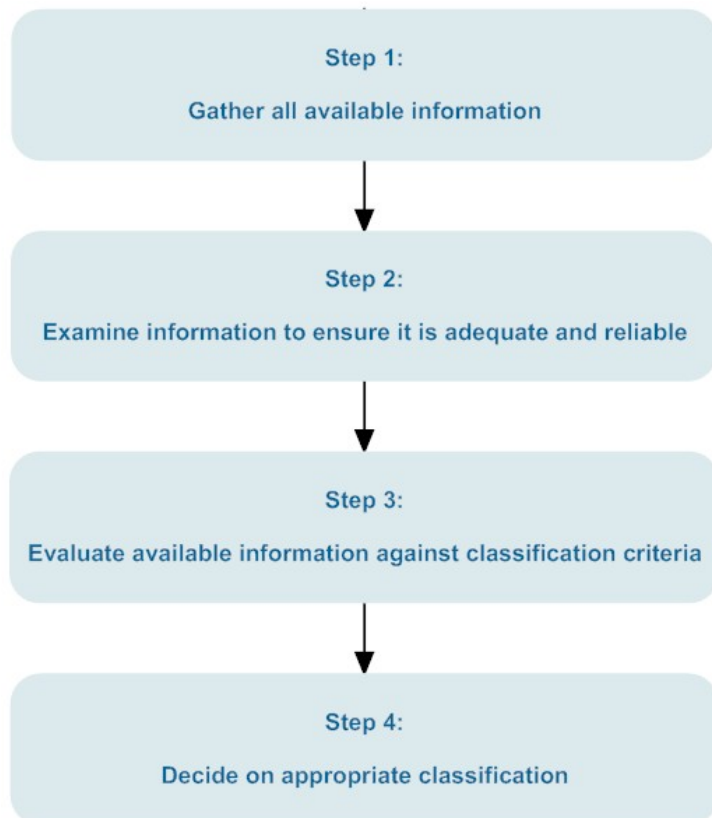 Step 1:
Gather all available information
Step 2:
Examine information to ensure it is adequate and reliable
Step 3:
Evaluate available information against classification criteria
Step 4:
Decide on appropriate classification